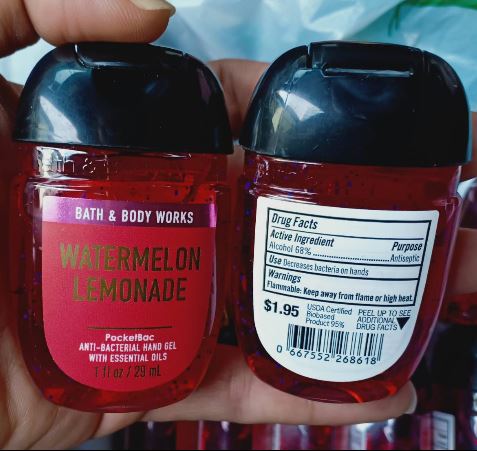 BATH & BODY WORKS
WATERMELON
LEMONADE
PocketBac
ANTI-BACTERIAL HAND GEL
WITH ESSENTIAL OILS
1 fl oz / 29 mL
Drug Facts
Active Ingredient Purpose
Alcohol 68% Antiseptic
Use Decreases bacteria on hands
Warnings
Flammable: Keep away from flame or high heat.
$1.95
USDA Certified
Biobased
Product 95%
PEEL UP TO SEE
ADDITIONAL
DRUG FACTS
0 667552 268618